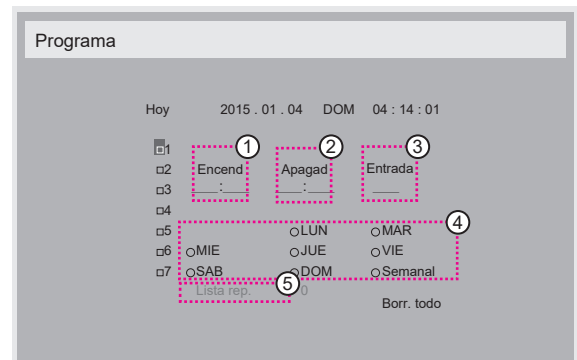 Programa
Hoy 2015 . 01 . 04 DOM 04 : 14 : 01
1 1 2 3
2 Encend Apagad Entrada
3 __:__ __:__ ___
4
4
5 LUN MAR
6 MIE JUE VIE
7 SAB DOM Semanal
5
Lista rep. 0
Borr. todo